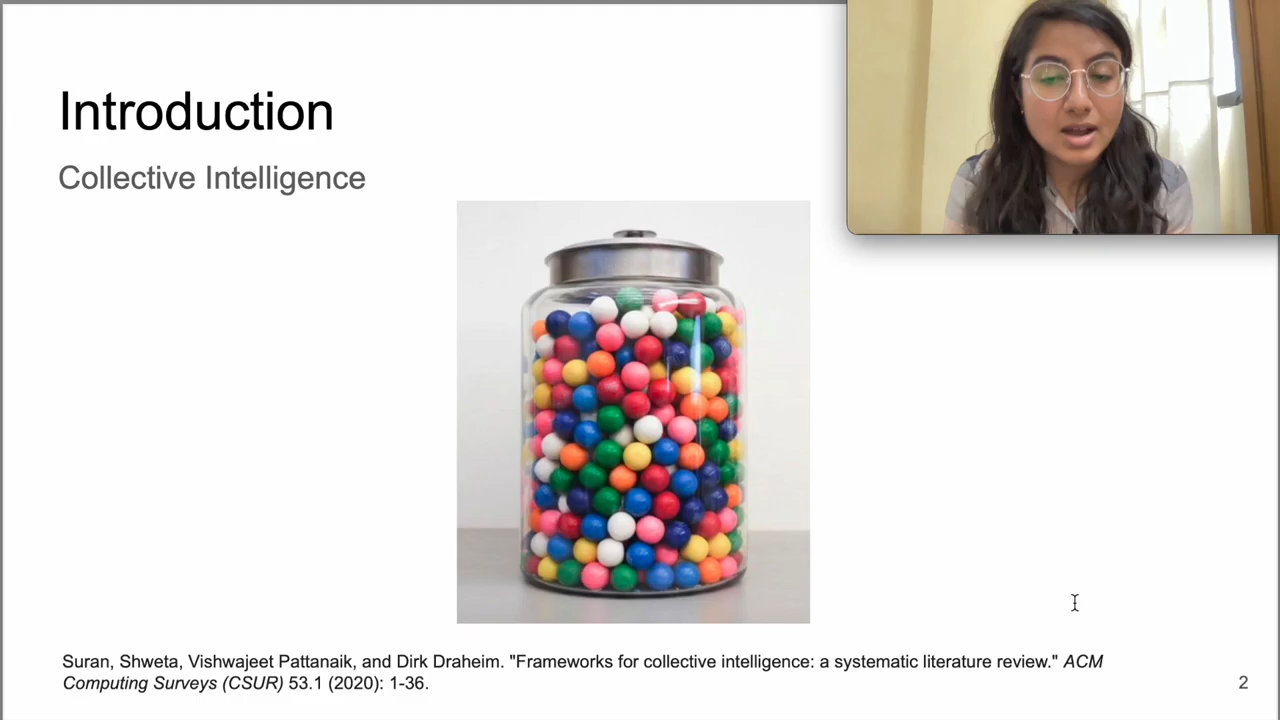 Introduction
Collective Intelligence
Suran, Shweta, Vishwajeet Pattanaik, and Dirk Draheim. "Frameworks for collective intelligence: a systematic literature review." ACM
Computing Surveys (CSUR) 53.1 (2020): 1-36.
2